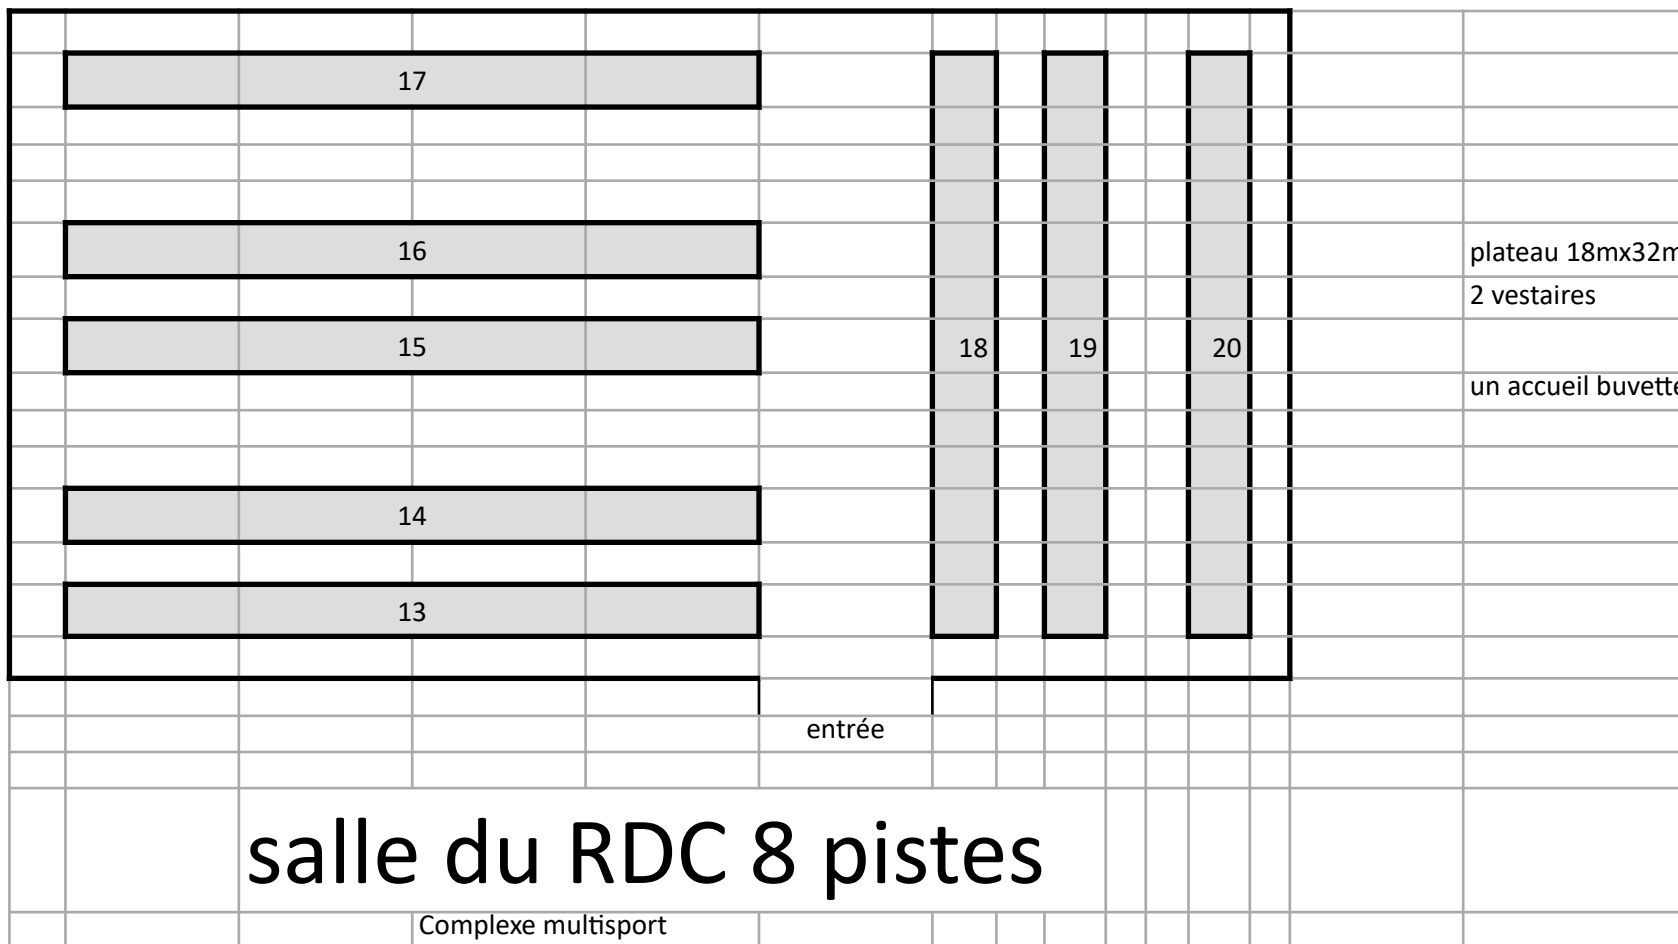 17
16
plateau 18mx32m
2 vestaires
15
18
19
20
un accueil buvette
14
13
entrée
salle du RDC 8 pistes
Complexe multisport